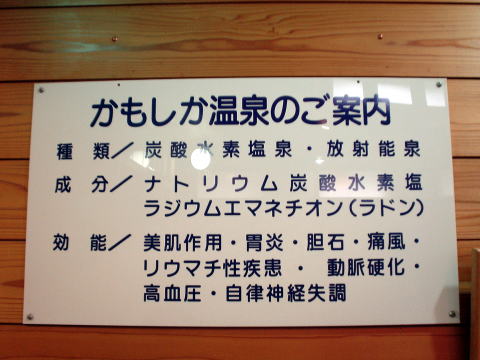 かもしか温泉のご案内
種類／炭酸水素塩泉・放射能泉
成分／ナトリウム炭酸水素塩
ラジウムエマネチオン(ラドン)
効能／美肌作用・胃炎・胆石・痛風・
リウマチ性疾患・動脈硬化・
高血圧・自律神経失調